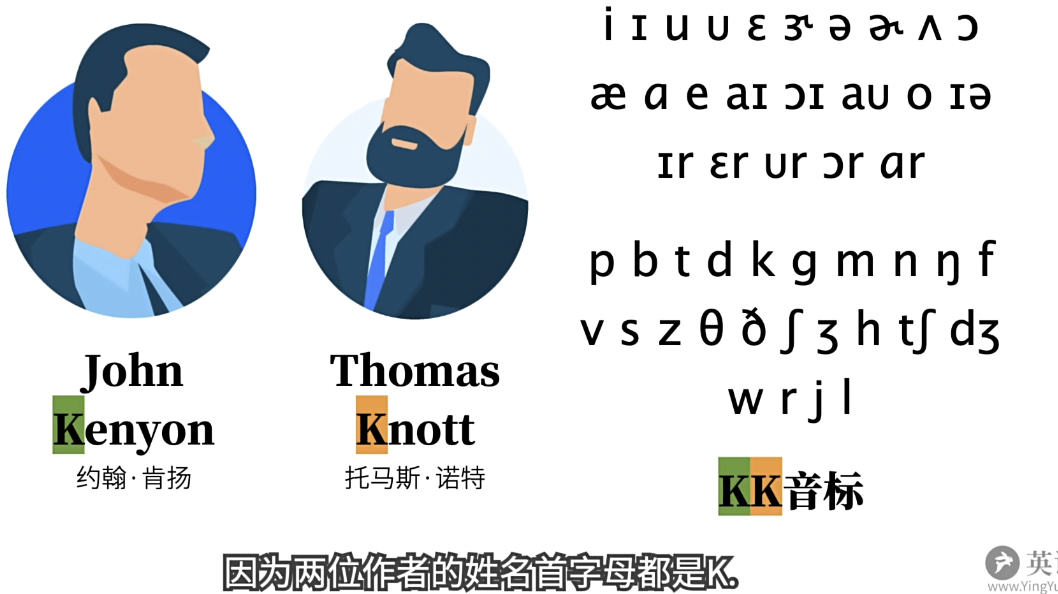 John
Kenyon
约翰·肯扬
Thomas
Knott
托马斯·诺特
i ɪ u ʊ ɛ ɝ ə ɚ ʌ ɔ
æ ɑ e aɪ ɔɪ aʊ o ɪə
ɪr ɛr ʊr ɔr ɑr
p b t d k g m n ŋ f
v s z θ ð ʃ ʒ h tʃ dʒ
w r j l
KK音标
因为两位作者的姓名首字母都是K.